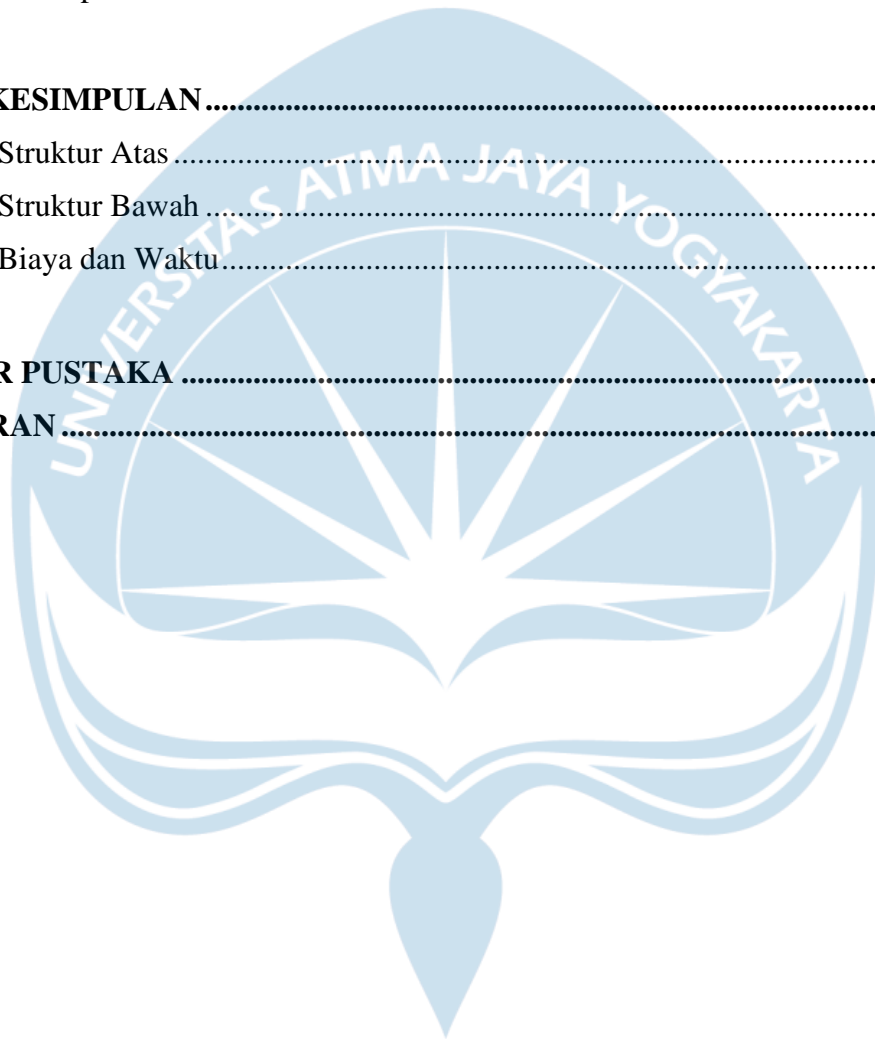 KESIMPULAN
Struktur Atas
Struktur Bawah
Biaya dan Waktu
R PUSTAKA
RAN
UNIVERSITAS ATMA JAYA YOGYAKARTA